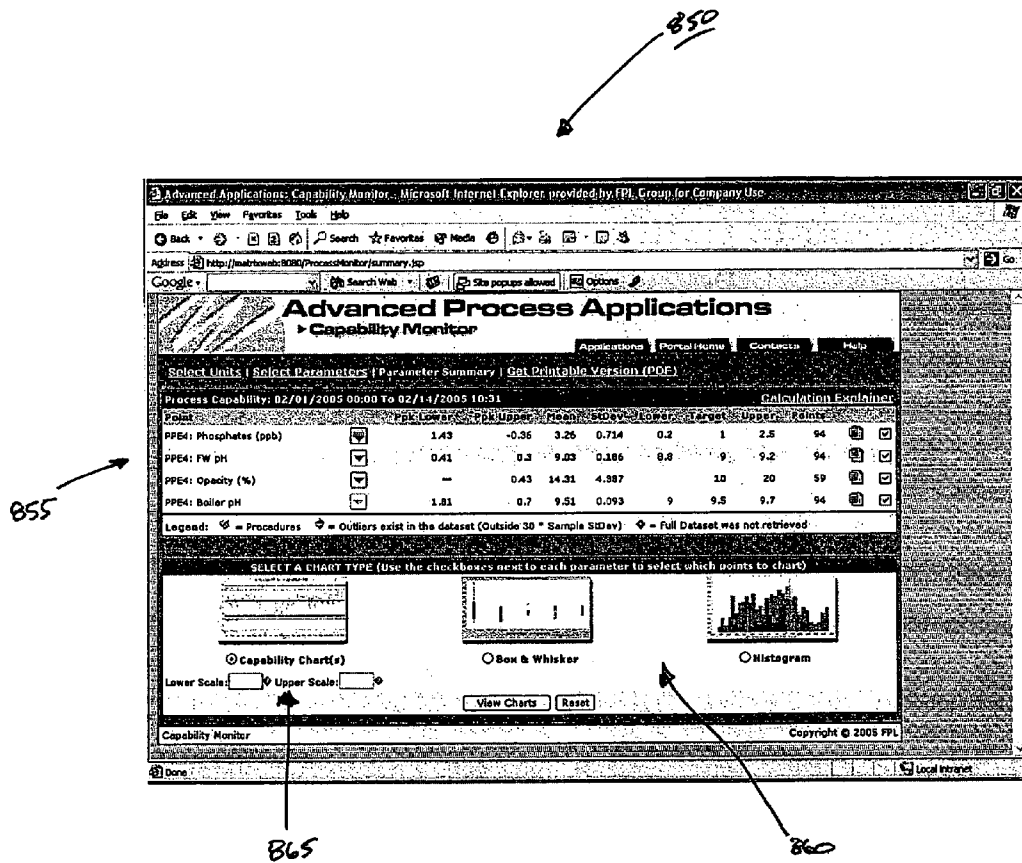 850
Advanced Applications: Capability Monitor - Microsoft Internet Explorer provided by FPL Group for Company Use
File Edit View Favorites Tools Help
Back Search Favorites Media
Address http://matrixweb:8080/ProcessMonitor/summary.jsp Go
Google Search Web Site popups allowed Options
Advanced Process Applications
Capability Monitor
Applications Portal Home Contacts Help
Select Units | Select Parameters | Parameter Summary | Get Printable Version (PDF)
Process Capability: 02/01/2005 00:00 To 02/14/2005 10:31 Calculation Explainer
Point Ppk Lower Ppk Upper Mean StDev Lower Target Upper Points
PPE4: Phosphates (ppb) 1.43 -0.36 3.26 0.714 0.2 1 2.5 94
PPE4: FW pH 0.41 0.3 9.03 0.186 8.8 9 9.2 94
PPE4: Opacity (%) — 0.43 14.31 4.387 10 20 59
PPE4: Boiler pH 1.81 0.7 9.51 0.093 9 9.5 9.7 94
855
Legend: = Procedures = Outliers exist in the dataset (Outside 30 * Sample StDev) = Full Dataset was not retrieved
SELECT A CHART TYPE (Use the checkboxes next to each parameter to select which points to chart)
Capability Chart(s) Box & Whisker Histogram
Lower Scale: Upper Scale:
View Charts Reset
Capability Monitor Copyright © 2005 FPL
Done Local intranet
865 860